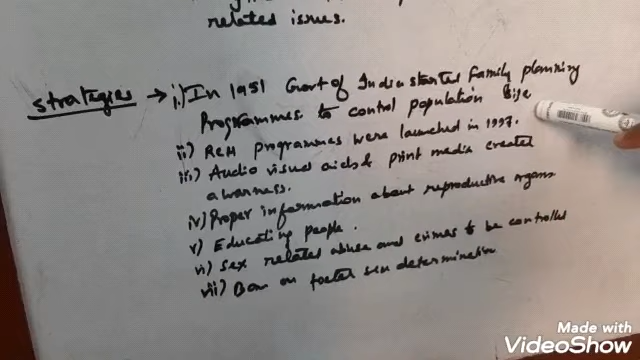 related issues.
Strategies → i.) In 1951 Govt of India started family planning
Programmes to control population size
ii) RCH programmes were launched in 1997.
iii) Audio visual aids & print media created
awarness.
iv) Proper information about reproductive organs
v) Educating people.
vi) Sex related abuse and crimes to be controlled
vii) Ban on foetal sex determination
Made with
VideoShow